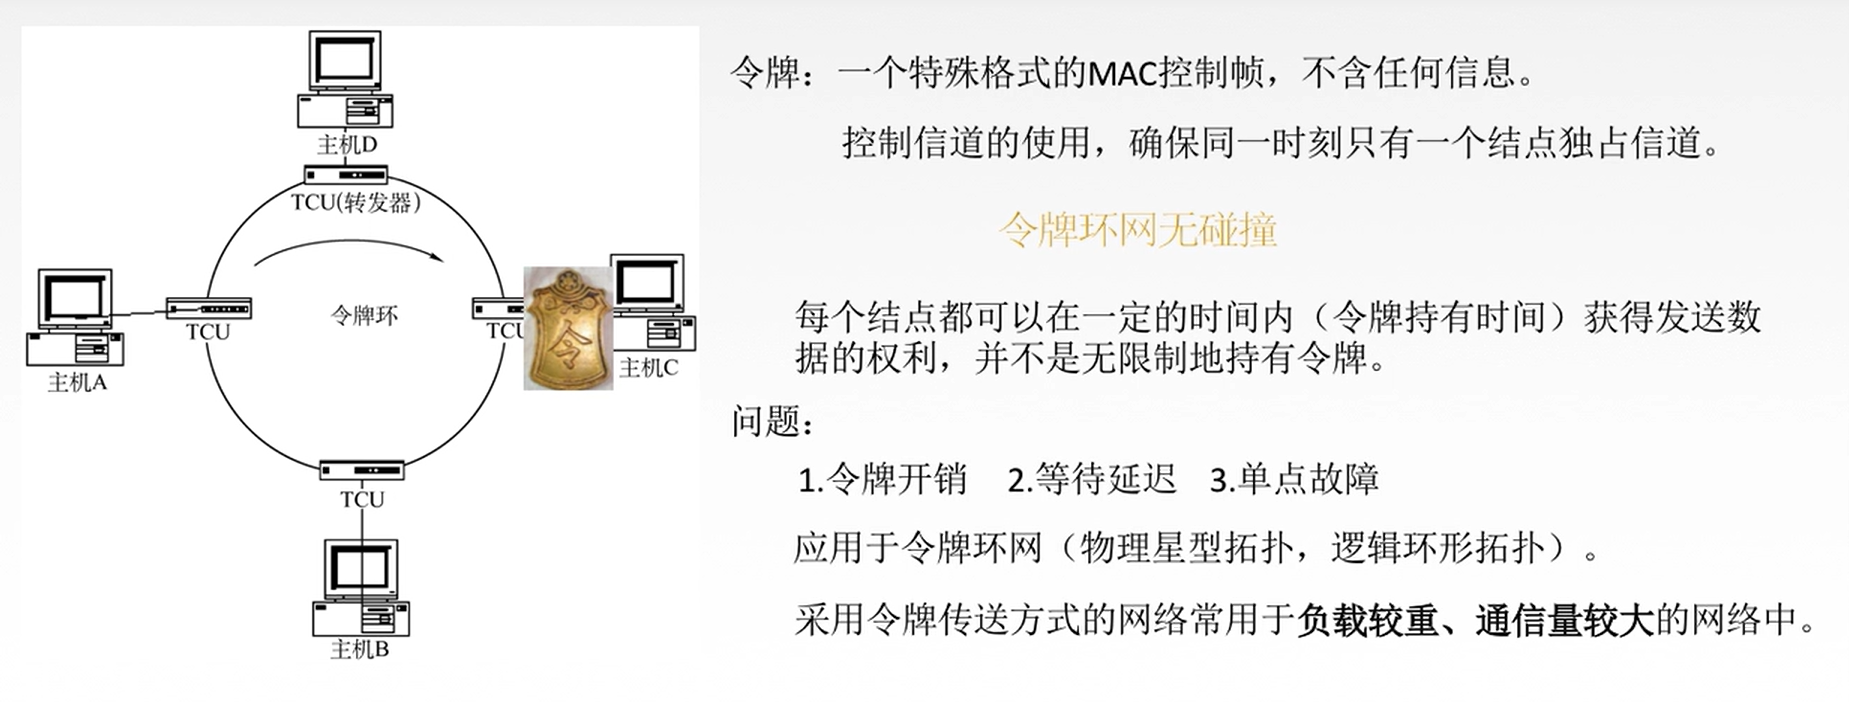 主机D
TCU(转发器)
令牌环
主机A
TCU
TCU
令
主机C
TCU
主机B
令牌：一个特殊格式的MAC控制帧，不含任何信息。
控制信道的使用，确保同一时刻只有一个结点独占信道。
令牌环网无碰撞
每个结点都可以在一定的时间内（令牌持有时间）获得发送数
据的权利，并不是无限制地持有令牌。
问题：
1.令牌开销 2.等待延迟 3.单点故障
应用于令牌环网（物理星型拓扑，逻辑环形拓扑）。
采用令牌传送方式的网络常用于负载较重、通信量较大的网络中。